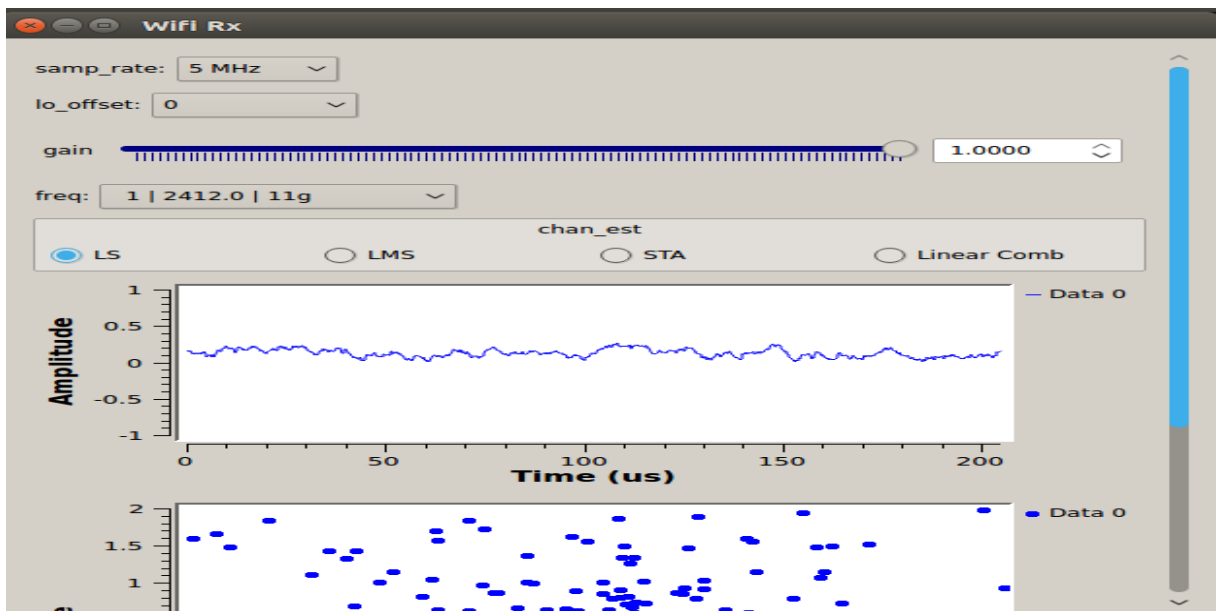 Wifi Rx
samp_rate: 5 MHz
lo_offset: 0
gain 1.0000
freq: 1 | 2412.0 | 11g
chan_est
LS LMS STA Linear Comb
1
0.5
0
-0.5
-1
Amplitude
Data 0
0 50 100 150 200
Time (us)
2
1.5
1
Data 0